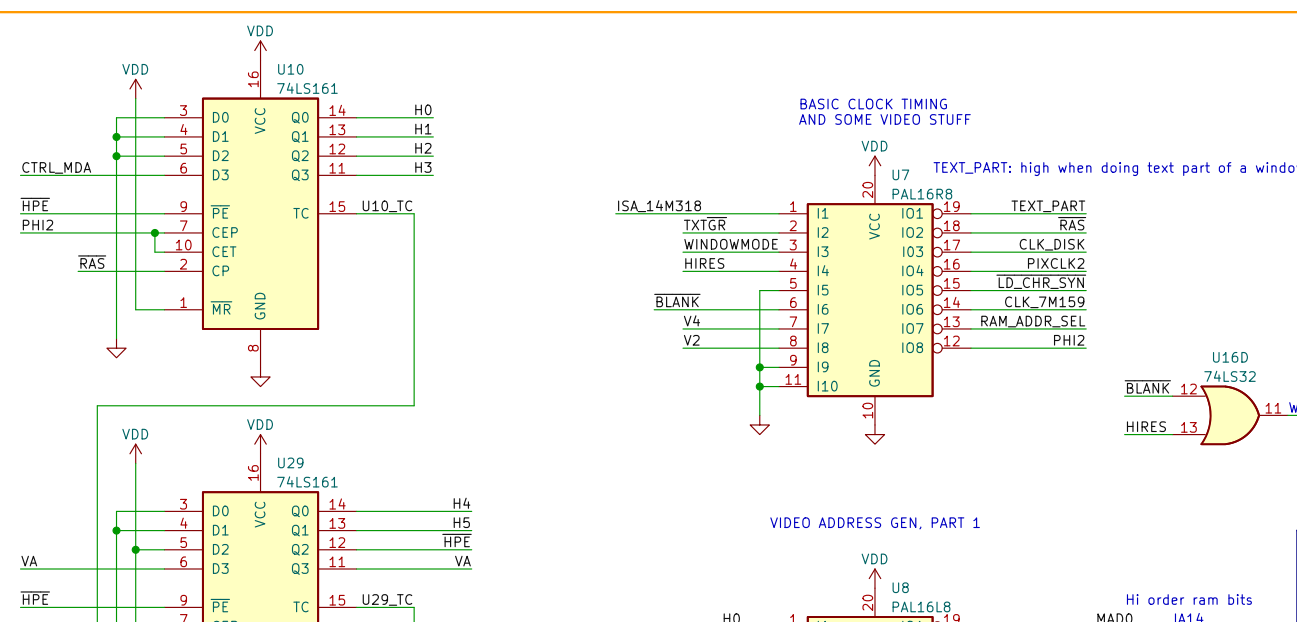 VDD
VDD
U10
74LS161
16
VCC
3 D0 Q0 14 H0
4 D1 Q1 13 H1
5 D2 Q2 12 H2
CTRL_MDA 6 D3 Q3 11 H3
HPE 9 PE TC 15 U10_TC
PHI2 7 CEP
10 CET
RAS 2 CP
1 MR
GND
8
BASIC CLOCK TIMING
AND SOME VIDEO STUFF
VDD
TEXT_PART: high when doing text part of a windo
U7
PAL16R8
20
VCC
ISA_14M318 1 I1 IO1 19 TEXT_PART
TXTGR 2 I2 IO2 18 RAS
WINDOWMODE 3 I3 IO3 17 CLK_DISK
HIRES 4 I4 IO4 16 PIXCLK2
5 I5 IO5 15 LD_CHR_SYN
BLANK 6 I6 IO6 14 CLK_7M159
V4 7 I7 IO7 13 RAM_ADDR_SEL
V2 8 I8 IO8 12 PHI2
9 I9
11 I10
GND
10
U16D
74LS32
BLANK 12
11 W
HIRES 13
VDD
VDD
U29
74LS161
16
VCC
3 D0 Q0 14 H4
4 D1 Q1 13 H5
5 D2 Q2 12 HPE
VA 6 D3 Q3 11 VA
HPE 9 PE TC 15 U29_TC
7
VIDEO ADDRESS GEN, PART 1
VDD
U8
PAL16L8
20
H0 1
19
Hi order ram bits
MAD0 IA14